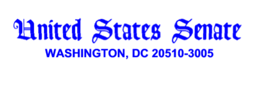 United States Senate
WASHINGTON, DC 20510-3005